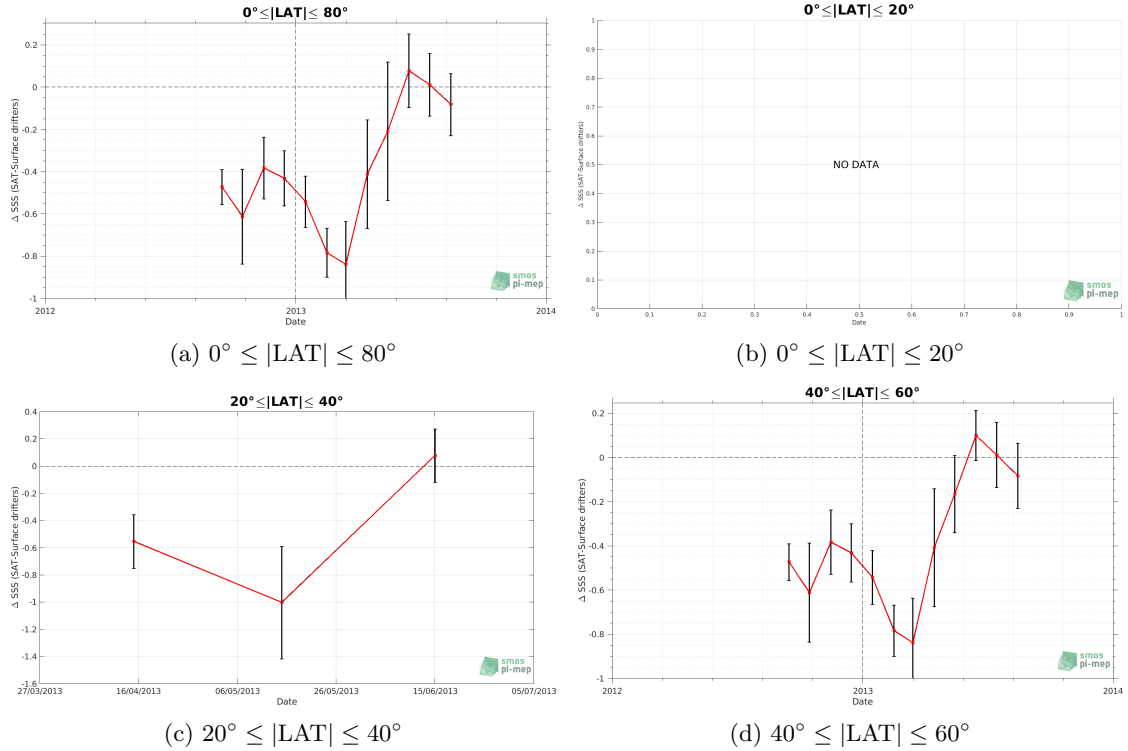 0°≤|LAT|≤ 80°
0.2
0
-0.2
-0.4
-0.6
-0.8
-1
Δ SSS (SAT-Surface drifters)
2012
2013
2014
Date
smos
pi-mep
(a) 0° ≤ |LAT| ≤ 80°
0°≤|LAT|≤ 20°
1
0.9
0.8
0.7
0.6
0.5
0.4
0.3
0.2
0.1
0
Δ SSS (SAT-Surface drifters)
NO DATA
0
0.1
0.2
0.3
0.4
0.5
0.6
0.7
0.8
0.9
1
Date
smos
pi-mep
(b) 0° ≤ |LAT| ≤ 20°
20°≤|LAT|≤ 40°
0.4
0.2
0
-0.2
-0.4
-0.6
-0.8
-1
-1.2
-1.4
-1.6
Δ SSS (SAT-Surface drifters)
27/03/2013
16/04/2013
06/05/2013
26/05/2013
15/06/2013
05/07/2013
Date
smos
pi-mep
(c) 20° ≤ |LAT| ≤ 40°
40°≤|LAT|≤ 60°
0.2
0
-0.2
-0.4
-0.6
-0.8
-1
Δ SSS (SAT-Surface drifters)
2012
2013
2014
Date
smos
pi-mep
(d) 40° ≤ |LAT| ≤ 60°